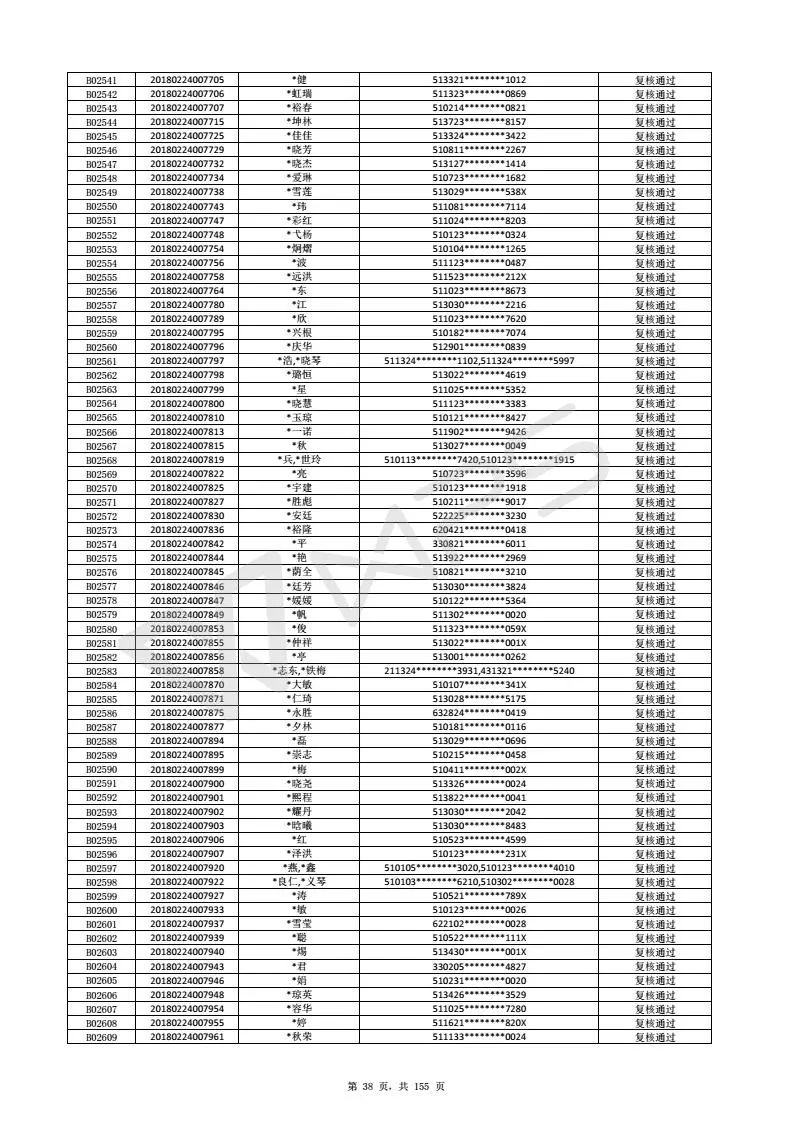 B02541 20180224007705 *健 513321********1012 复核通过
B02542 20180224007706 *虹瑞 511323********0869 复核通过
B02543 20180224007707 *裕春 510214********0821 复核通过
B02544 20180224007715 *坤林 513723********8157 复核通过
B02545 20180224007725 *佳佳 513324********3422 复核通过
B02546 20180224007729 *晓芳 510811********2267 复核通过
B02547 20180224007732 *晓杰 513127********1414 复核通过
B02548 20180224007734 *爱琳 510723********1682 复核通过
B02549 20180224007738 *雪莲 513029********538X 复核通过
B02550 20180224007743 *玮 511081********7114 复核通过
B02551 20180224007747 *彩红 511024********8203 复核通过
B02552 20180224007748 *弋杨 510123********0324 复核通过
B02553 20180224007754 *炯熠 510104********1265 复核通过
B02554 20180224007756 *波 511123********0487 复核通过
B02555 20180224007758 *远洪 511523********212X 复核通过
B02556 20180224007764 *东 511023********8673 复核通过
B02557 20180224007780 *江 513030********2216 复核通过
B02558 20180224007789 *欣 511023********7620 复核通过
B02559 20180224007795 *兴根 510182********7074 复核通过
B02560 20180224007796 *庆华 512901********0839 复核通过
B02561 20180224007797 *浩,*晓琴 511324********1102,511324********5997 复核通过
B02562 20180224007798 *璐恒 513022********4619 复核通过
B02563 20180224007799 *星 511025********5352 复核通过
B02564 20180224007800 *晓慧 511123********3383 复核通过
B02565 20180224007810 *玉琼 510121********8427 复核通过
B02566 20180224007813 *一诺 511902********9426 复核通过
B02567 20180224007815 *秋 513027********0049 复核通过
B02568 20180224007819 *兵,*世玲 510113********7420,510123********1915 复核通过
B02569 20180224007822 *亮 510723********3596 复核通过
B02570 20180224007825 *宇建 510123********1918 复核通过
B02571 20180224007827 *胜彪 510211********9017 复核通过
B02572 20180224007830 *安廷 522225********3230 复核通过
B02573 20180224007836 *裕隆 620421********0418 复核通过
B02574 20180224007842 *平 330821********6011 复核通过
B02575 20180224007844 *艳 513922********2969 复核通过
B02576 20180224007845 *荫全 510821********3210 复核通过
B02577 20180224007846 *廷芳 513030********3824 复核通过
B02578 20180224007847 *媛媛 510122********5364 复核通过
B02579 20180224007849 *帆 511302********0020 复核通过
B02580 20180224007853 *俊 511323********059X 复核通过
B02581 20180224007855 *仲祥 513022********001X 复核通过
B02582 20180224007856 *亭 513001********0262 复核通过
B02583 20180224007858 *志东,*铁梅 211324********3931,431321********5240 复核通过
B02584 20180224007870 *大敏 510107********341X 复核通过
B02585 20180224007871 *仁琦 513028********5175 复核通过
B02586 20180224007875 *永胜 632824********0419 复核通过
B02587 20180224007877 *夕林 510181********0116 复核通过
B02588 20180224007894 *磊 513029********0696 复核通过
B02589 20180224007895 *崇志 510215********0458 复核通过
B02590 20180224007899 *梅 510411********002X 复核通过
B02591 20180224007900 *晓尧 513326********0024 复核通过
B02592 20180224007901 *熙程 513822********0041 复核通过
B02593 20180224007902 *耀丹 513030********2042 复核通过
B02594 20180224007903 *晗曦 513030********8483 复核通过
B02595 20180224007906 *红 510523********4599 复核通过
B02596 20180224007907 *泽洪 510123********231X 复核通过
B02597 20180224007920 *燕,*鑫 510105********3020,510123********4010 复核通过
B02598 20180224007922 *良仁,*义琴 510103********6210,510302********0028 复核通过
B02599 20180224007927 *涛 510521********789X 复核通过
B02600 20180224007933 *敏 510123********0026 复核通过
B02601 20180224007937 *雪莹 622102********0028 复核通过
B02602 20180224007939 *聪 510522********111X 复核通过
B02603 20180224007940 *焬 513430********001X 复核通过
B02604 20180224007943 *君 330205********4827 复核通过
B02605 20180224007946 *娟 510231********0020 复核通过
B02606 20180224007948 *琼英 513426********3529 复核通过
B02607 20180224007954 *容华 511025********7280 复核通过
B02608 20180224007955 *婷 511621********820X 复核通过
B02609 20180224007961 *秋荣 511133********0024 复核通过
第 38 页，共 155 页